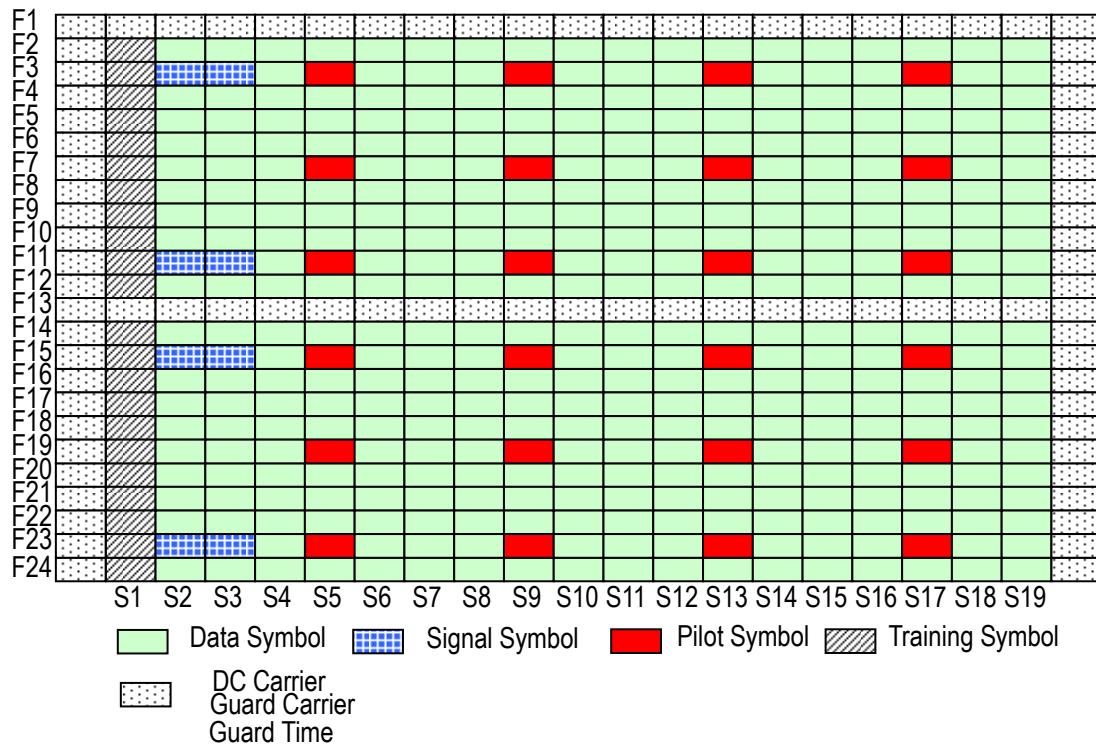 F1
F2
F3
F4
F5
F6
F7
F8
F9
F10
F11
F12
F13
F14
F15
F16
F17
F18
F19
F20
F21
F22
F23
F24
S1 S2 S3 S4 S5 S6 S7 S8 S9 S10 S11 S12 S13 S14 S15 S16 S17 S18 S19
Data Symbol Signal Symbol Pilot Symbol Training Symbol
DC Carrier
Guard Carrier
Guard Time